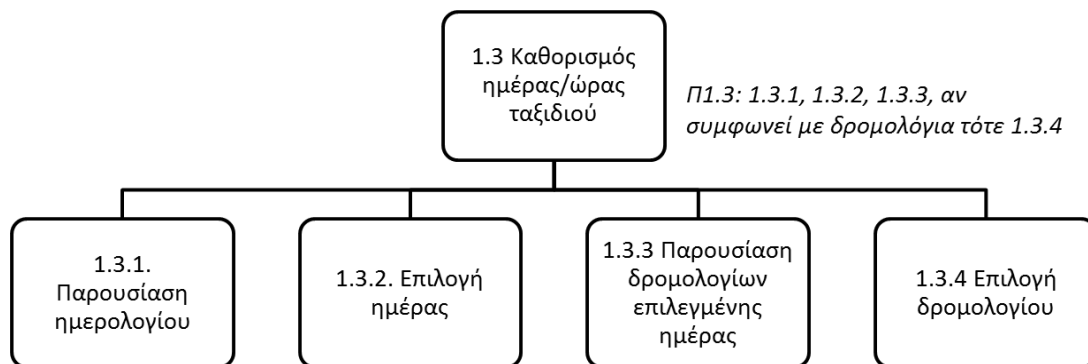 1.3 Καθορισμός
ημέρας/ώρας
ταξιδιού
Π1.3: 1.3.1, 1.3.2, 1.3.3, αν
συμφωνεί με δρομολόγια τότε 1.3.4
1.3.1.
Παρουσίαση
ημερολογίου
1.3.2. Επιλογή
ημέρας
1.3.3 Παρουσίαση
δρομολογίων
επιλεγμένης
ημέρας
1.3.4 Επιλογή
δρομολογίου